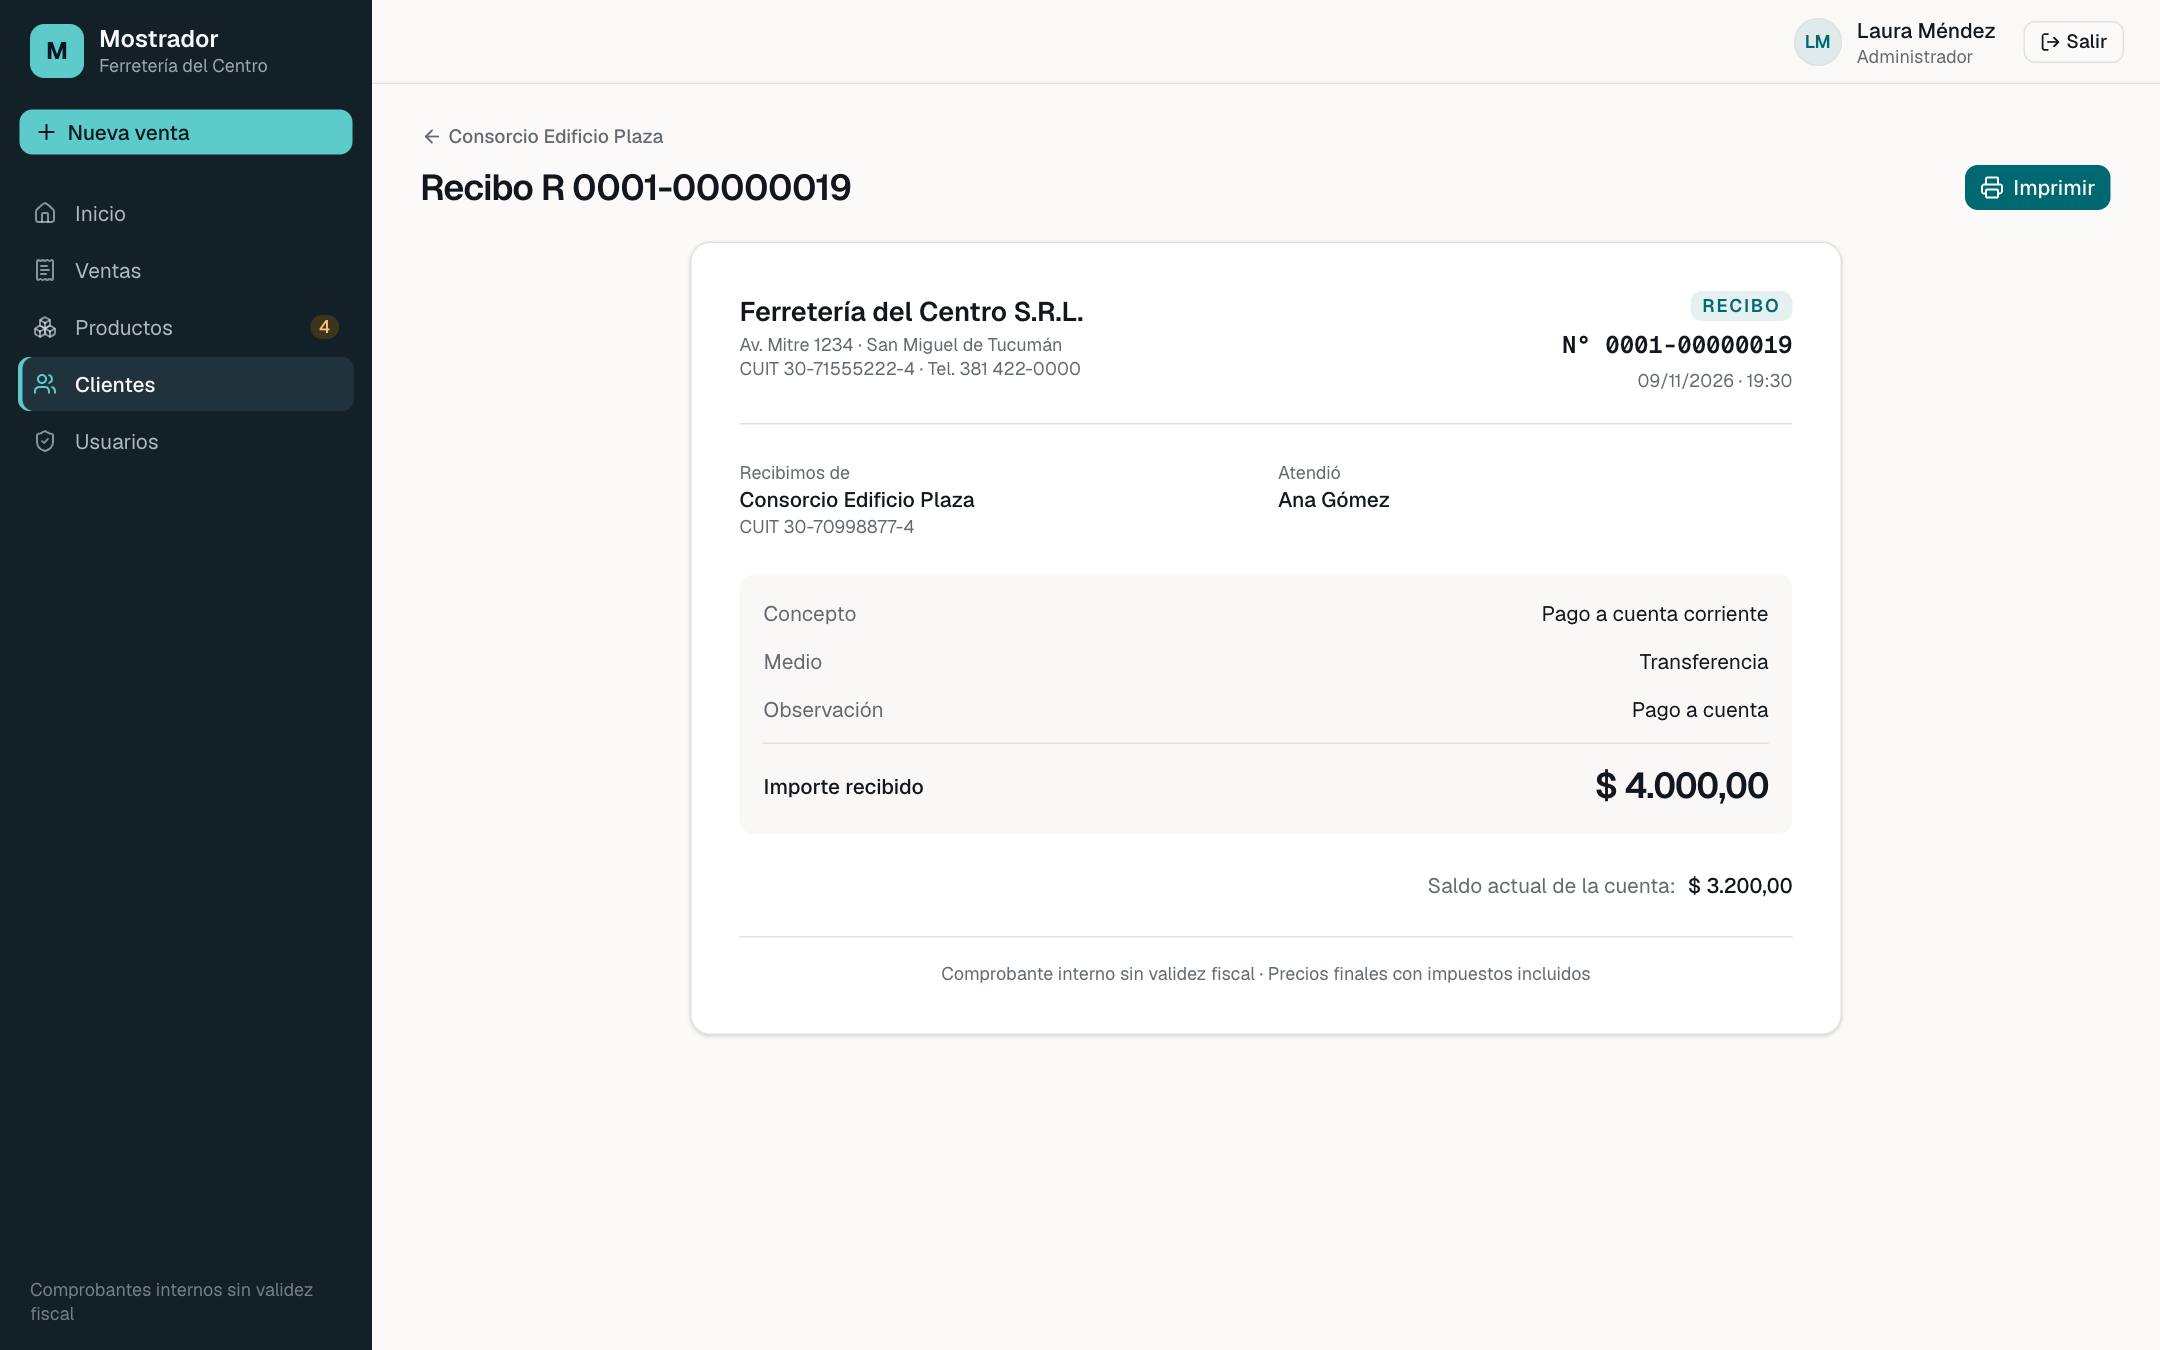 M
Mostrador
Ferretería del Centro
Nueva venta
Inicio
Ventas
Productos 4
Clientes
Usuarios
Comprobantes internos sin validez
fiscal
LM
Laura Méndez
Administrador
Salir
Consorcio Edificio Plaza
Recibo R 0001-00000019
Imprimir
Ferretería del Centro S.R.L.
Av. Mitre 1234 · San Miguel de Tucumán
CUIT 30-71555222-4 · Tel. 381 422-0000
RECIBO
N° 0001-00000019
09/11/2026 · 19:30
Recibimos de
Consorcio Edificio Plaza
CUIT 30-70998877-4
Atendió
Ana Gómez
Concepto Pago a cuenta corriente
Medio Transferencia
Observación Pago a cuenta
Importe recibido $ 4.000,00
Saldo actual de la cuenta: $ 3.200,00
Comprobante interno sin validez fiscal · Precios finales con impuestos incluidos